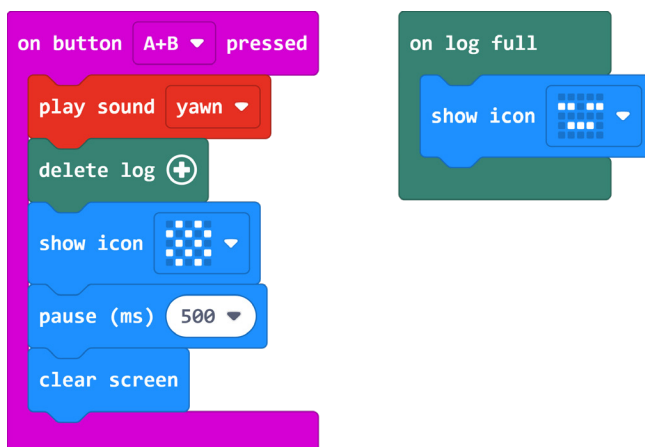 on button A+B pressed
play sound yawn
delete log
show icon
pause (ms) 500
clear screen
on log full
show icon